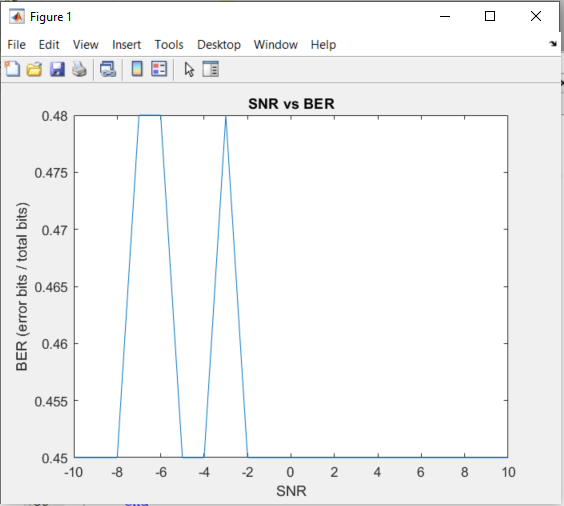 Figure 1
File Edit View Insert Tools Desktop Window Help
SNR vs BER
BER (error bits / total bits)
0.48
0.475
0.47
0.465
0.46
0.455
0.45
-10 -8 -6 -4 -2 0 2 4 6 8 10
SNR